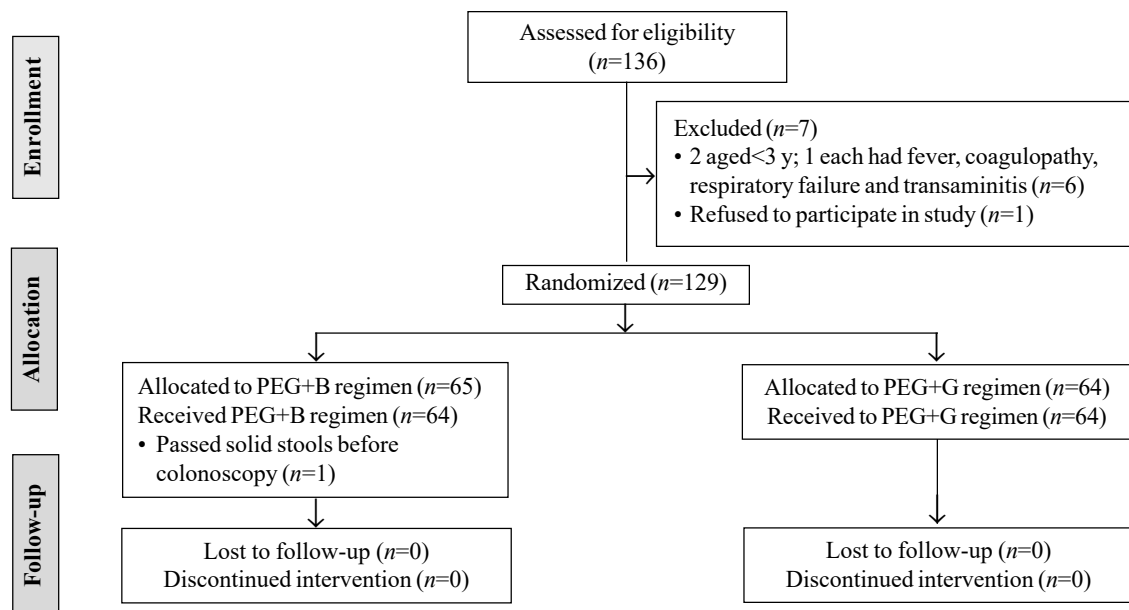 Enrollment
Assessed for eligibility
(n=136)
Excluded (n=7)
• 2 aged<3 y; 1 each had fever, coagulopathy,
respiratory failure and transaminitis (n=6)
• Refused to participate in study (n=1)
Allocation
Randomized (n=129)
Allocated to PEG+B regimen (n=65)
Received PEG+B regimen (n=64)
• Passed solid stools before
colonoscopy (n=1)
Allocated to PEG+G regimen (n=64)
Received to PEG+G regimen (n=64)
Follow-up
Lost to follow-up (n=0)
Discontinued intervention (n=0)
Lost to follow-up (n=0)
Discontinued intervention (n=0)